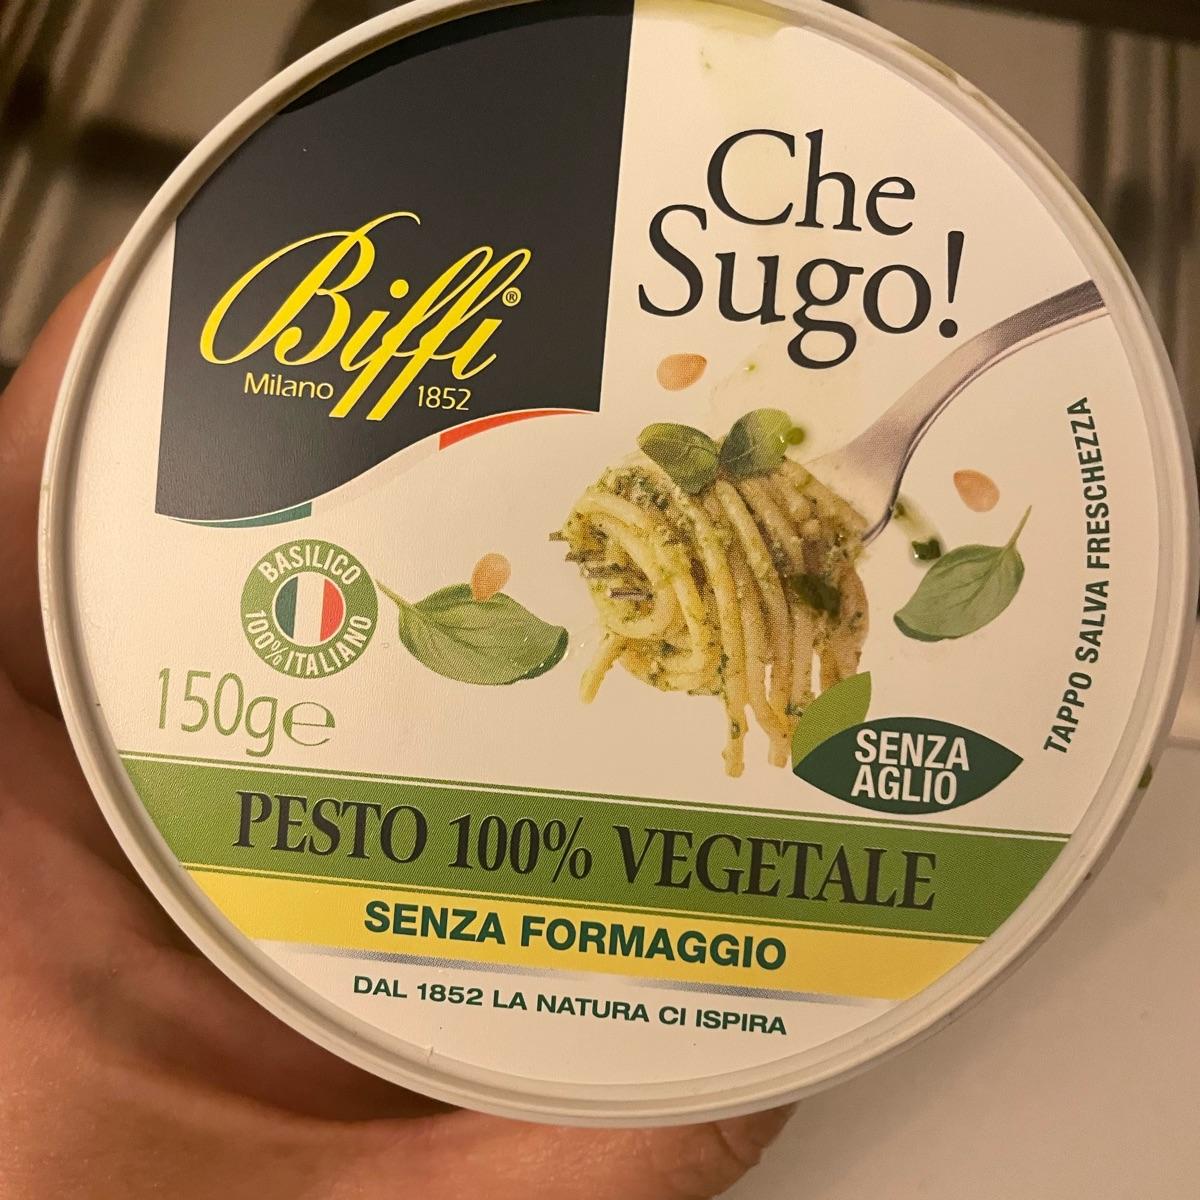 Biffi®
Milano 1852
Che
Sugo!
BASILICO
100% ITALIANO
150g℮
TAPPO SALVA FRESCHEZZA
SENZA
AGLIO
PESTO 100% VEGETALE
SENZA FORMAGGIO
DAL 1852 LA NATURA CI ISPIRA